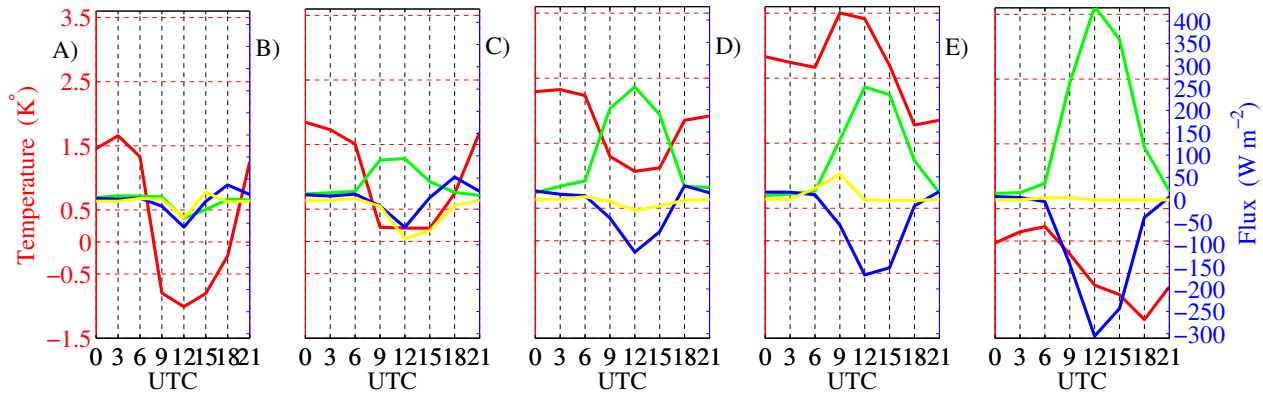 3.5
2.5
1.5
0.5
0
−0.5
−1.5
Temperature (K°)
A)
B)
C)
D)
E)
400
350
300
250
200
150
100
50
0
−50
−100
−150
−200
−250
−300
Flux (W m−2)
0 3 6 9 12 15 18 21
0 3 6 9 12 15 18 21
0 3 6 9 12 15 18 21
0 3 6 9 12 15 18 21
0 3 6 9 12 15 18 21
UTC
UTC
UTC
UTC
UTC